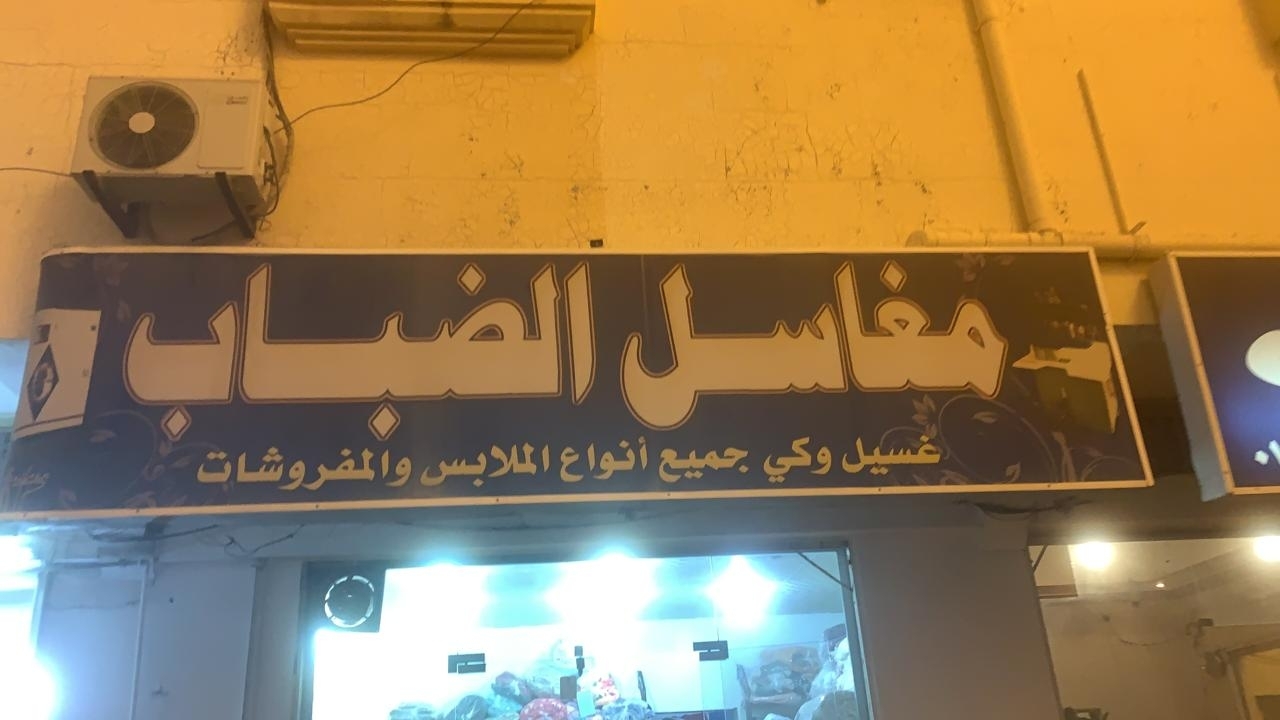 مغاسل الضباب
غسيل وكي جميع أنواع الملابس والمفروشات